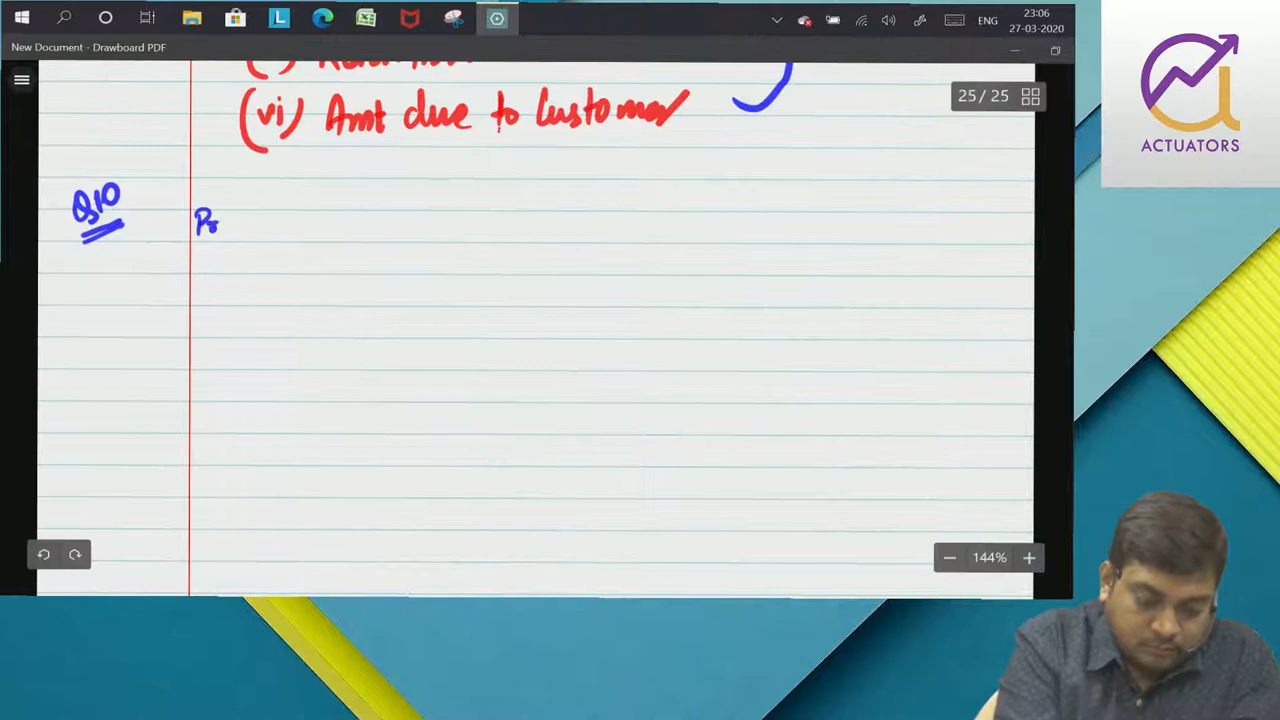 23:06
ENG
27-03-2020
New Document - Drawboard PDF
25 / 25
(vi) Amt due to Customer
ACTUATORS
Q10
Pr
144%